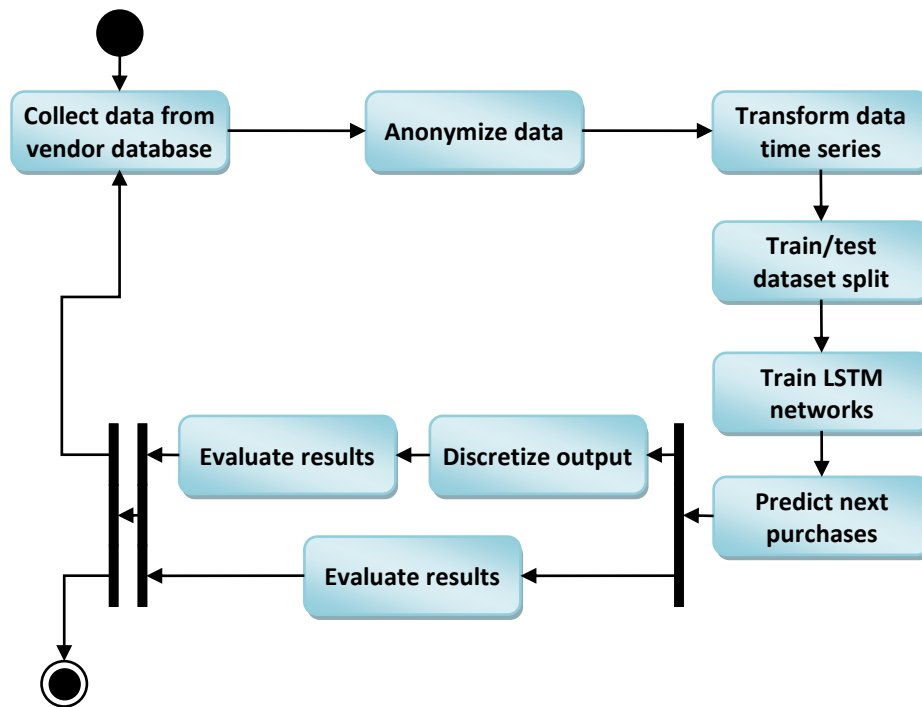 Collect data from
vendor database
Anonymize data
Transform data
time series
Train/test
dataset split
Train LSTM
networks
Predict next
purchases
Discretize output
Evaluate results
Evaluate results